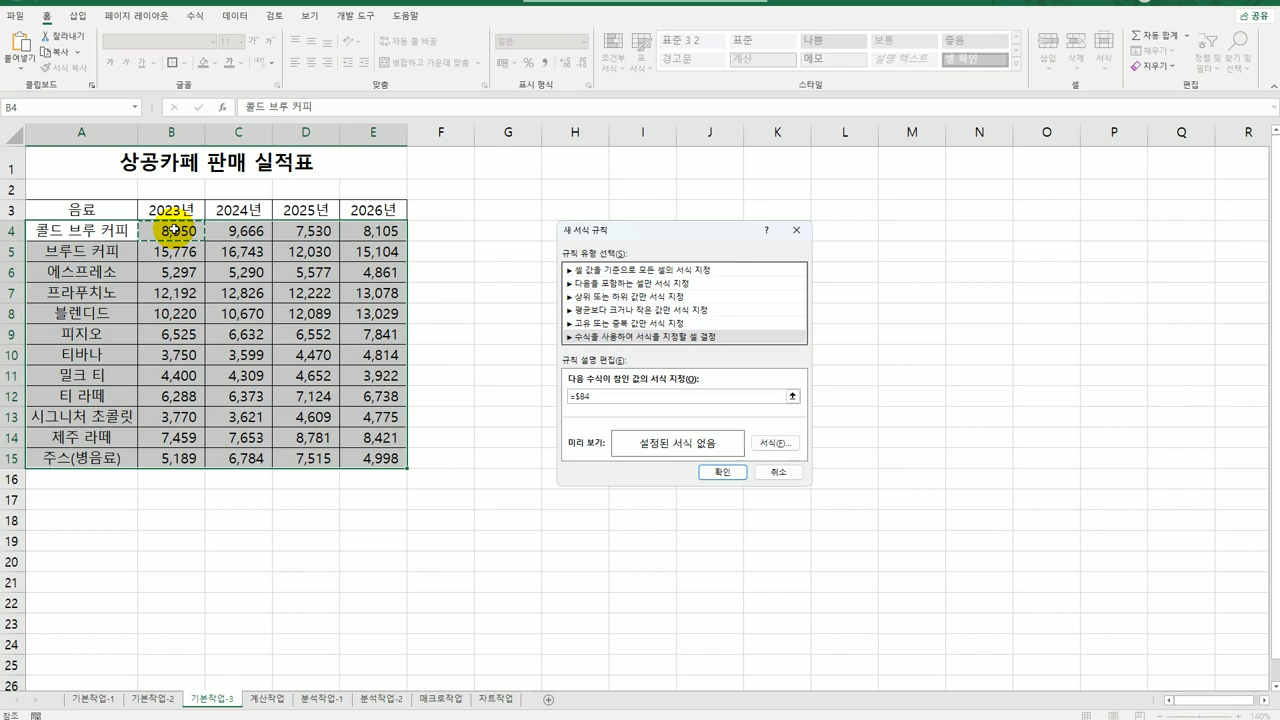 파일 홈 삽입 페이지 레이아웃 수식 데이터 검토 보기 개발 도구 도움말 공유
붙여넣기 잘라내기 복사 서식 복사
가 가 자동 줄 바꿈 병합하고 가운데 맞춤 일반 % 조건부 서식 표 서식
표준 3 2 표준 나쁨 보통 좋음
경고문 계산 메모 설명 텍스트 셀 확인
삽입 삭제 서식 자동 합계 채우기 지우기 정렬 및 필터 찾기 및 선택
클립보드 글꼴 맞춤 표시 형식 스타일 셀 편집
B4 fx 콜드 브루 커피
A B C D E F G H I J K L M N O P Q R
1 상공카페 판매 실적표
2
3 음료 2023년 2024년 2025년 2026년
4 콜드 브루 커피 9,666 7,530 8,105
5 브루드 커피 15,776 16,743 12,030 15,104
6 에스프레소 5,297 5,290 5,577 4,861
7 프라푸치노 12,192 12,826 12,222 13,078
8 블렌디드 10,220 10,670 12,089 13,029
9 피지오 6,525 6,632 6,552 7,841
10 티바나 3,750 3,599 4,470 4,814
11 밀크 티 4,400 4,309 4,652 3,922
12 티 라떼 6,288 6,373 7,124 6,738
13 시그니처 초콜릿 3,770 3,621 4,609 4,775
14 제주 라떼 7,459 7,653 8,781 8,421
15 주스(병음료) 5,189 6,784 7,515 4,998
16
17
18
19
20
21
22
23
24
25
26
새 서식 규칙 ? ×
규칙 유형 선택(S):
► 셀 값을 기준으로 모든 셀의 서식 지정
► 다음을 포함하는 셀만 서식 지정
► 상위 또는 하위 값만 서식 지정
► 평균보다 크거나 작은 값만 서식 지정
► 고유 또는 중복 값만 서식 지정
► 수식을 사용하여 서식을 지정할 셀 결정
규칙 설명 편집(E):
다음 수식이 참인 값의 서식 지정(O):
=$B4
미리 보기: 설정된 서식 없음 서식(F)...
확인 취소
기본작업-1 기본작업-2 기본작업-3 계산작업 분석작업-1 분석작업-2 매크로작업 차트작업
참조 140%